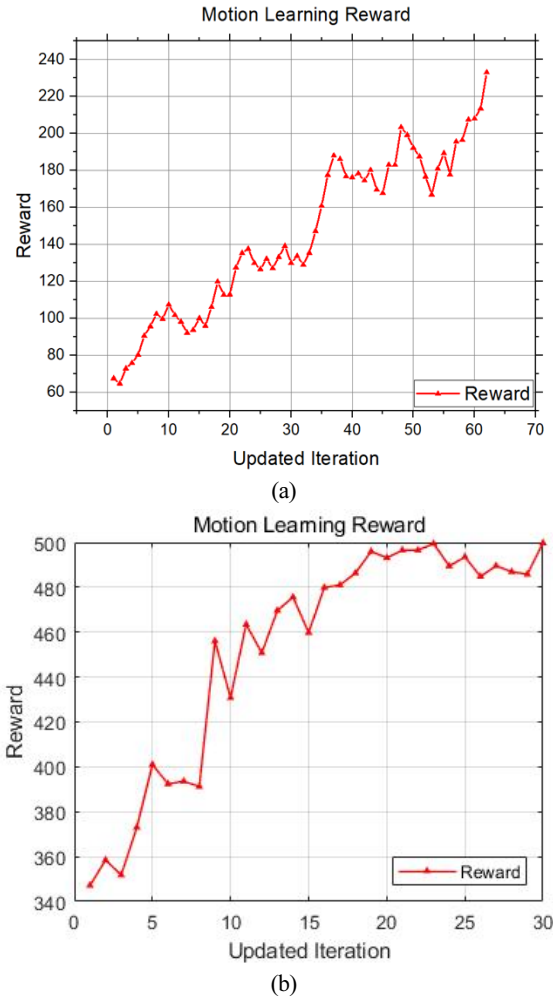 Motion Learning Reward
240
220
200
180
160
140
120
100
80
60
Reward
Reward
0 10 20 30 40 50 60 70
Updated Iteration
(a)
Motion Learning Reward
500
480
460
440
420
400
380
360
340
Reward
Reward
0 5 10 15 20 25 30
Updated Iteration
(b)